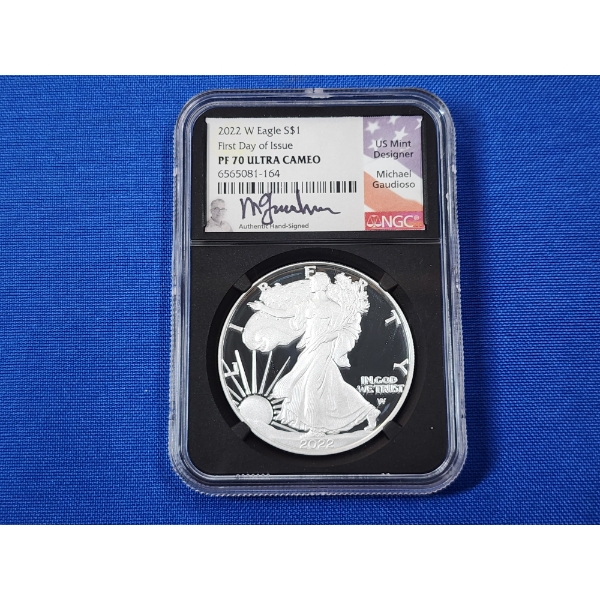 2022 W Eagle S$1
First Day of Issue
PF 70 ULTRA CAMEO
6565081-164
Authentic Hand-Signed
US Mint
Designer
Michael
Gaudioso
NGC
LIBERTY
IN GOD
WE TRUST
W
2022